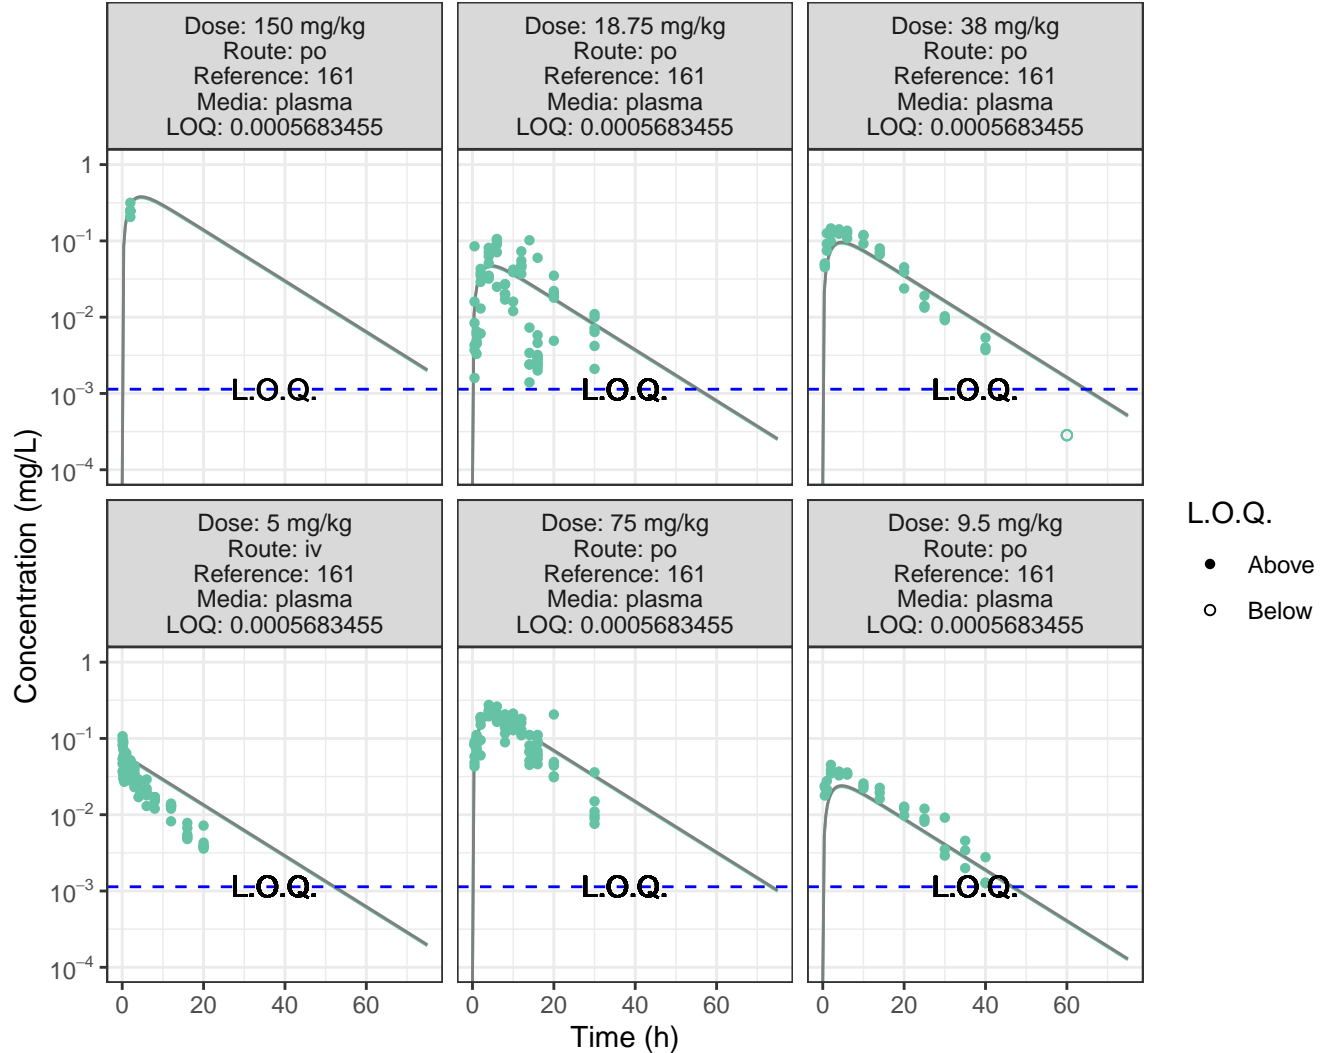 Dose: 150 mg/kg
Route: po
Reference: 161
Media: plasma
LOQ: 0.0005683455
Dose: 18.75 mg/kg
Route: po
Reference: 161
Media: plasma
LOQ: 0.0005683455
Dose: 38 mg/kg
Route: po
Reference: 161
Media: plasma
LOQ: 0.0005683455
1
10⁻¹
10⁻²
10⁻³
10⁻⁴
L.O.Q.
L.O.Q.
L.O.Q.
Dose: 5 mg/kg
Route: iv
Reference: 161
Media: plasma
LOQ: 0.0005683455
Dose: 75 mg/kg
Route: po
Reference: 161
Media: plasma
LOQ: 0.0005683455
Dose: 9.5 mg/kg
Route: po
Reference: 161
Media: plasma
LOQ: 0.0005683455
1
10⁻¹
10⁻²
10⁻³
10⁻⁴
L.O.Q.
L.O.Q.
L.O.Q.
0 20 40 60
0 20 40 60
0 20 40 60
Time (h)
Concentration (mg/L)
L.O.Q.
Above
Below